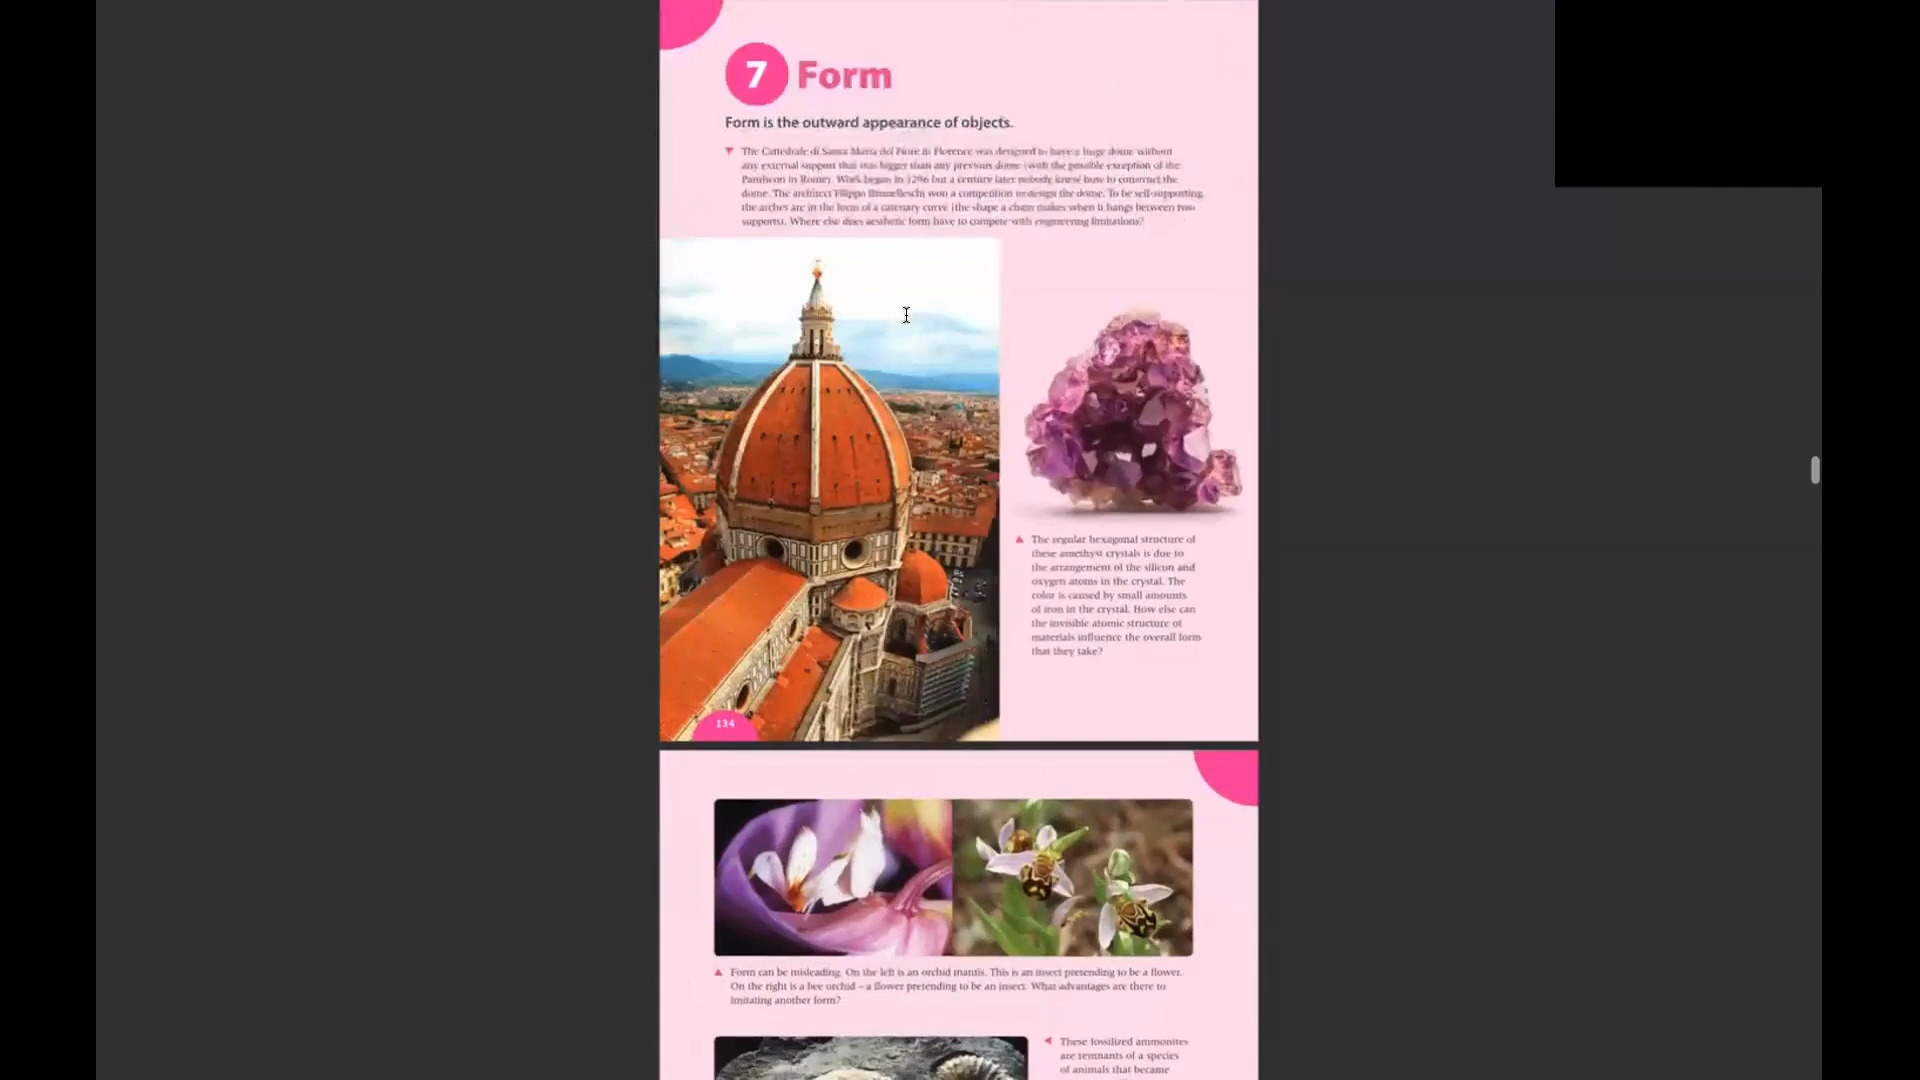 7 Form
Form is the outward appearance of objects.
The Cattedrale di Santa Maria del Fiore in Florence was designed to have a huge dome without
any external support that was bigger than any previous dome (with the possible exception of the
Pantheon in Rome). Work began in 1296 but a century later nobody knew how to construct the
dome. The architect Filippo Brunelleschi won a competition to design the dome. To be self-supporting,
the arches are in the form of a catenary curve (the shape a chain makes when it hangs between two
supports). Where else does aesthetic form have to compete with engineering limitations?
The regular hexagonal structure of
these amethyst crystals is due to
the arrangement of the silicon and
oxygen atoms in the crystal. The
color is caused by small amounts
of iron in the crystal. How else can
the invisible atomic structure of
materials influence the overall form
that they take?
134
Form can be misleading. On the left is an orchid mantis. This is an insect pretending to be a flower.
On the right is a bee orchid – a flower pretending to be an insect. What advantages are there to
imitating another form?
These fossilized ammonites
are remnants of a species
of animals that became